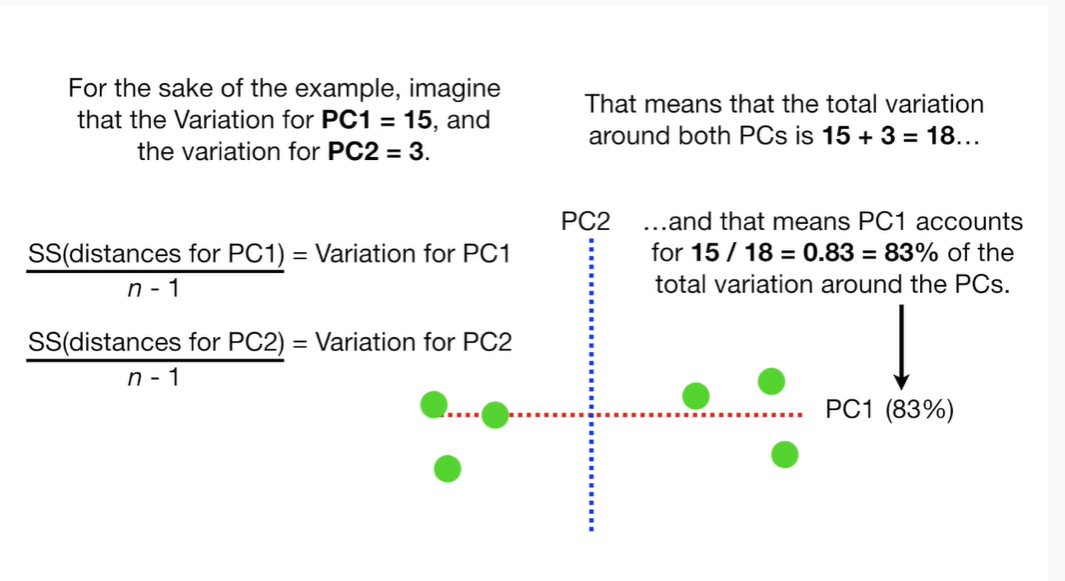 For the sake of the example, imagine
that the Variation for PC1 = 15, and
the variation for PC2 = 3.
That means that the total variation
around both PCs is 15 + 3 = 18…
PC2
…and that means PC1 accounts
for 15 / 18 = 0.83 = 83% of the
total variation around the PCs.
SS(distances for PC1) = Variation for PC1
n - 1
SS(distances for PC2) = Variation for PC2
n - 1
PC1 (83%)